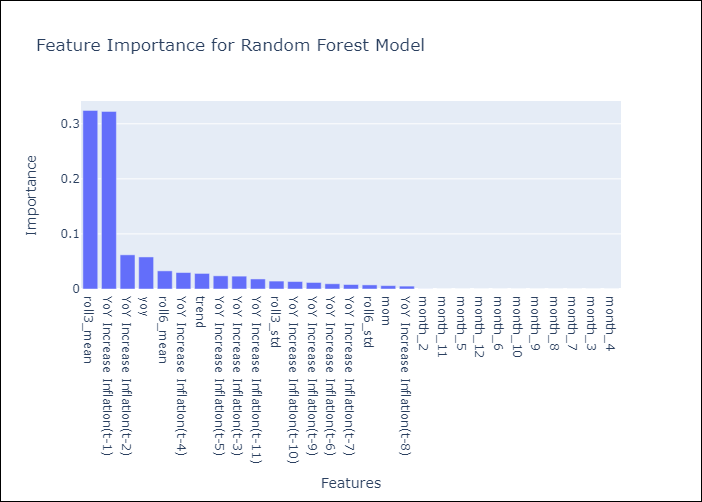 Feature Importance for Random Forest Model
Importance
0.3
0.2
0.1
0
roll3_mean
YoY Increase Inflation(t-1)
YoY Increase Inflation(t-2)
yoy
roll6_mean
YoY Increase Inflation(t-4)
trend
YoY Increase Inflation(t-5)
YoY Increase Inflation(t-3)
YoY Increase Inflation(t-11)
roll3_std
YoY Increase Inflation(t-10)
YoY Increase Inflation(t-9)
YoY Increase Inflation(t-6)
YoY Increase Inflation(t-7)
roll6_std
mom
YoY Increase Inflation(t-8)
month_2
month_11
month_5
month_12
month_6
month_10
month_9
month_8
month_7
month_3
month_4
Features